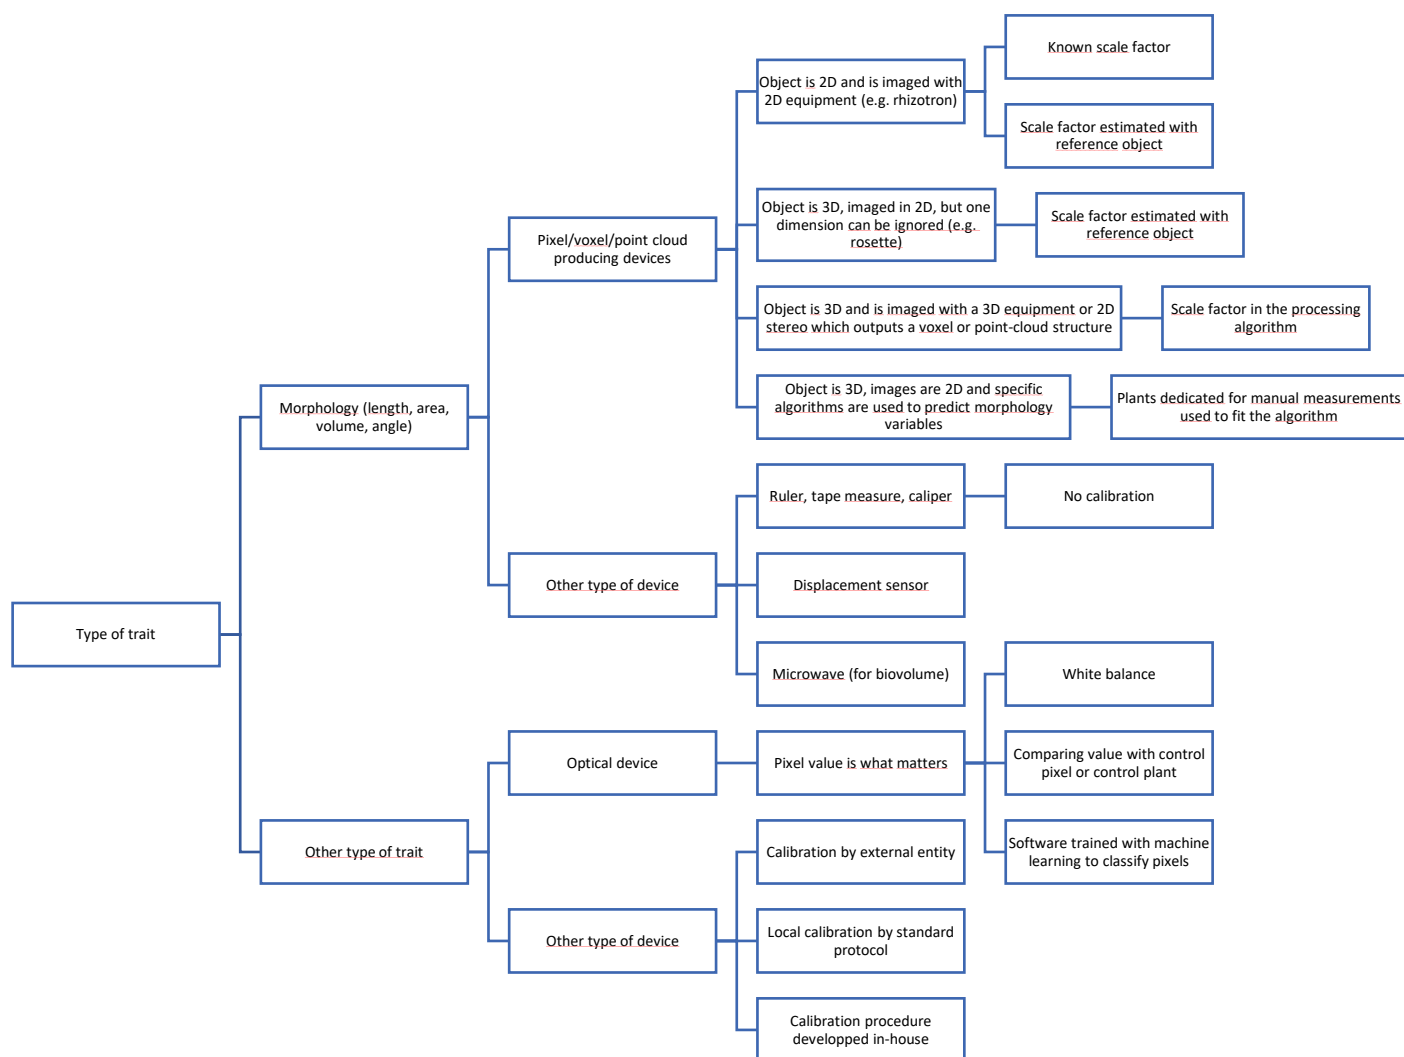 Known scale factor
Object is 2D and is imaged with
2D equipment (e.g. rhizotron)
Scale factor estimated with
reference object
Object is 3D, imaged in 2D, but one
dimension can be ignored (e.g.
rosette)
Scale factor estimated with
reference object
Pixel/voxel/point cloud
producing devices
Object is 3D and is imaged with a 3D equipment or 2D
stereo which outputs a voxel or point-cloud structure
Scale factor in the processing
algorithm
Object is 3D, images are 2D and specific
algorithms are used to predict morphology
variables
Plants dedicated for manual measurements
used to fit the algorithm
Morphology (length, area,
volume, angle)
Ruler, tape measure, caliper
No calibration
Other type of device
Displacement sensor
Type of trait
Microwave (for biovolume)
White balance
Optical device
Pixel value is what matters
Comparing value with control
pixel or control plant
Other type of trait
Calibration by external entity
Software trained with machine
learning to classify pixels
Other type of device
Local calibration by standard
protocol
Calibration procedure
developped in-house